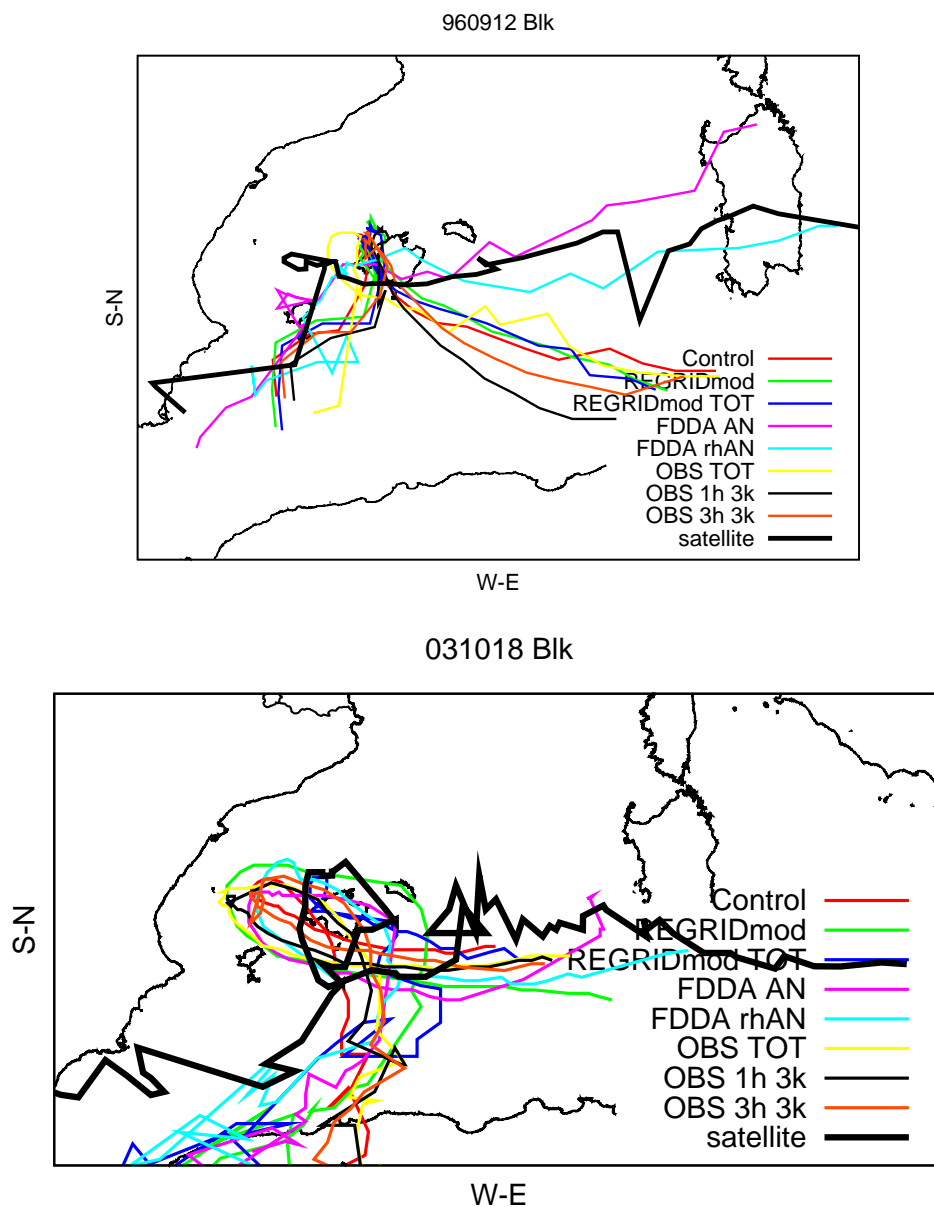 960912 Blk
S-N
Control
REGRIDmod
REGRIDmod TOT
FDDA AN
FDDA rhAN
OBS TOT
OBS 1h 3k
OBS 3h 3k
satellite
W-E
031018 Blk
S-N
Control
REGRIDmod
REGRIDmod TOT
FDDA AN
FDDA rhAN
OBS TOT
OBS 1h 3k
OBS 3h 3k
satellite
W-E